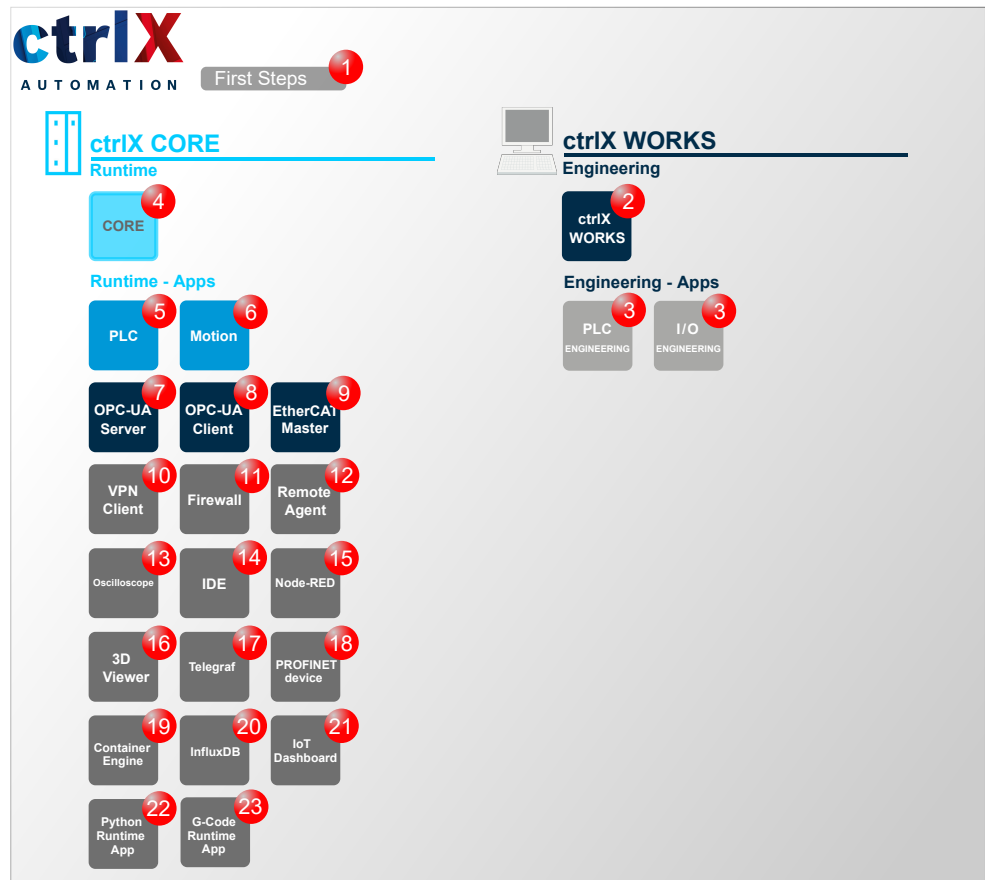 ctrlX
AUTOMATION
First Steps
1
ctrlX CORE
Runtime
4
CORE
Runtime - Apps
5
PLC
6
Motion
7
OPC-UA
Server
8
OPC-UA
Client
9
EtherCAT
Master
10
VPN
Client
11
Firewall
12
Remote
Agent
13
Oscilloscope
14
IDE
15
Node-RED
16
3D
Viewer
17
Telegraf
18
PROFINET
device
19
Container
Engine
20
InfluxDB
21
IoT
Dashboard
22
Python
Runtime
App
23
G-Code
Runtime
App
ctrlX WORKS
Engineering
2
ctrlX
WORKS
Engineering - Apps
3
PLC
ENGINEERING
3
I/O
ENGINEERING